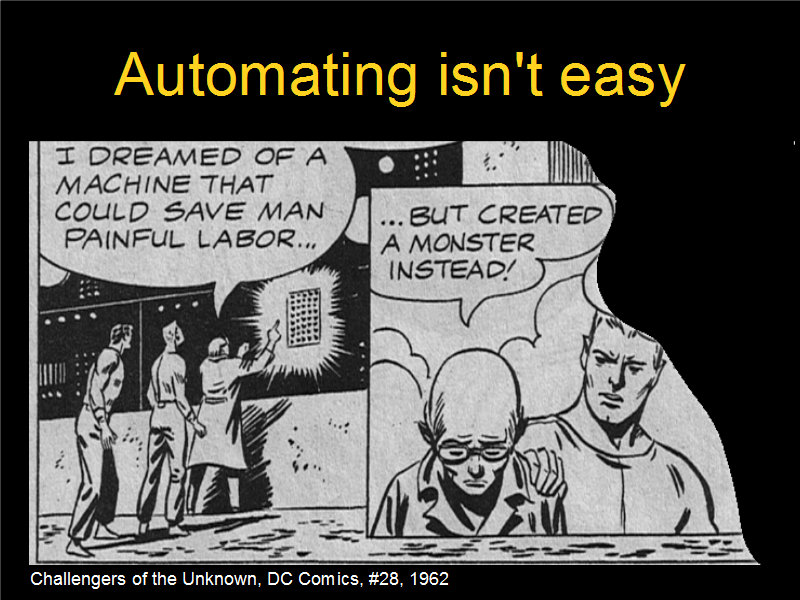 Automating isn't easy
I DREAMED OF A
MACHINE THAT
COULD SAVE MAN
PAINFUL LABOR...
...BUT CREATED
A MONSTER
INSTEAD!
Challengers of the Unknown, DC Comics, #28, 1962